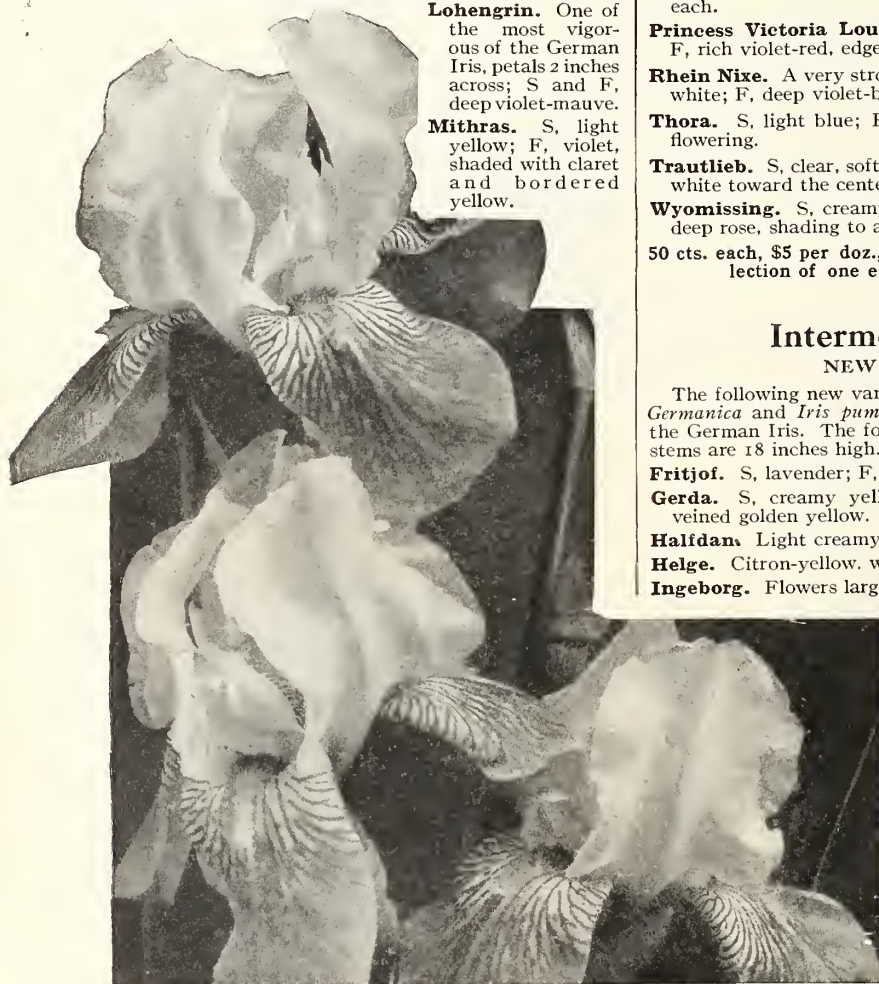 Lohengrin. One of
the most vigor-
ous of the German
Iris, petals 2 inches
across; S and F,
deep violet-mauve.
Mithras. S, light
yellow; F, violet,
shaded with claret
and bordered
yellow.
each.
Princess Victoria Lou
F, rich violet-red, edge
Rhein Nixe. A very stro
white; F, deep violet-b
Thora. S, light blue; F
flowering.
Trautlieb. S, clear, soft
white toward the cente
Wyomissing. S, cream
deep rose, shading to a
50 cts. each, $5 per doz.,
lection of one e
Interm
NEW
The following new var
Germanica and Iris pum
the German Iris. The fo
stems are 18 inches high.
Fritjof. S, lavender; F,
Gerda. S, creamy yel
veined golden yellow.
Halfdan. Light creamy
Helge. Citron-yellow, w
Ingeborg. Flowers larg